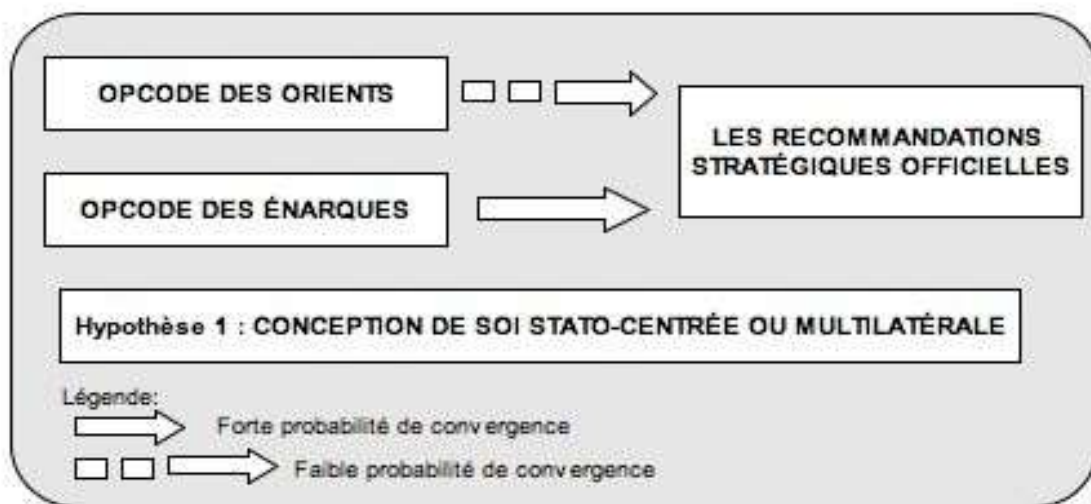 OPCODE DES ORIENTS
LES RECOMMANDATIONS
STRATÉGIQUES OFFICIELLES
OPCODE DES ÉNARQUES
Hypothèse 1 : CONCEPTION DE SOI STATO-CENTRÉE OU MULTILATÉRALE
Légende:
Forte probabilité de convergence
Faible probabilité de convergence